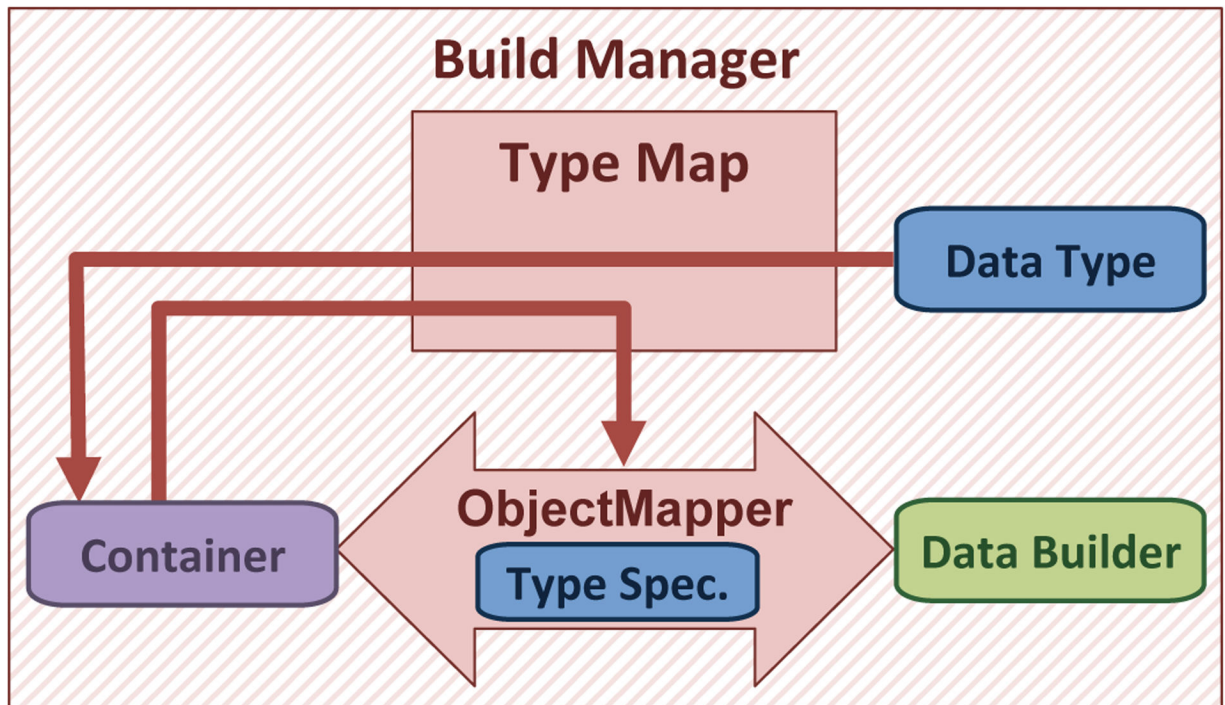 Build Manager
Type Map
Data Type
ObjectMapper
Container
Type Spec.
Data Builder